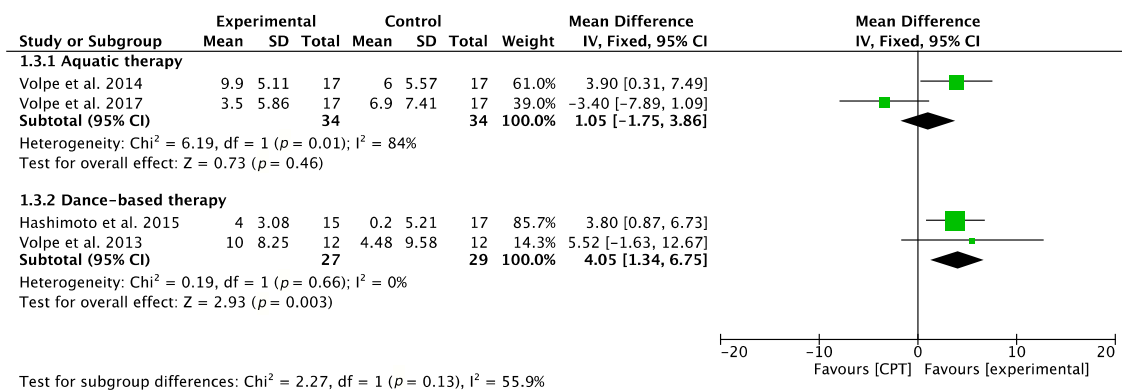 Experimental Control Mean Difference Mean Difference
Study or Subgroup Mean SD Total Mean SD Total Weight IV, Fixed, 95% CI IV, Fixed, 95% CI
1.3.1 Aquatic therapy
Volpe et al. 2014 9.9 5.11 17 6 5.57 17 61.0% 3.90 [0.31, 7.49]
Volpe et al. 2017 3.5 5.86 17 6.9 7.41 17 39.0% −3.40 [−7.89, 1.09]
Subtotal (95% CI) 34 34 100.0% 1.05 [−1.75, 3.86]
Heterogeneity: Chi² = 6.19, df = 1 (p = 0.01); I² = 84%
Test for overall effect: Z = 0.73 (p = 0.46)
1.3.2 Dance−based therapy
Hashimoto et al. 2015 4 3.08 15 0.2 5.21 17 85.7% 3.80 [0.87, 6.73]
Volpe et al. 2013 10 8.25 12 4.48 9.58 12 14.3% 5.52 [−1.63, 12.67]
Subtotal (95% CI) 27 29 100.0% 4.05 [1.34, 6.75]
Heterogeneity: Chi² = 0.19, df = 1 (p = 0.66); I² = 0%
Test for overall effect: Z = 2.93 (p = 0.003)
−20 −10 0 10 20
Favours [CPT] Favours [experimental]
Test for subgroup differences: Chi² = 2.27, df = 1 (p = 0.13), I² = 55.9%